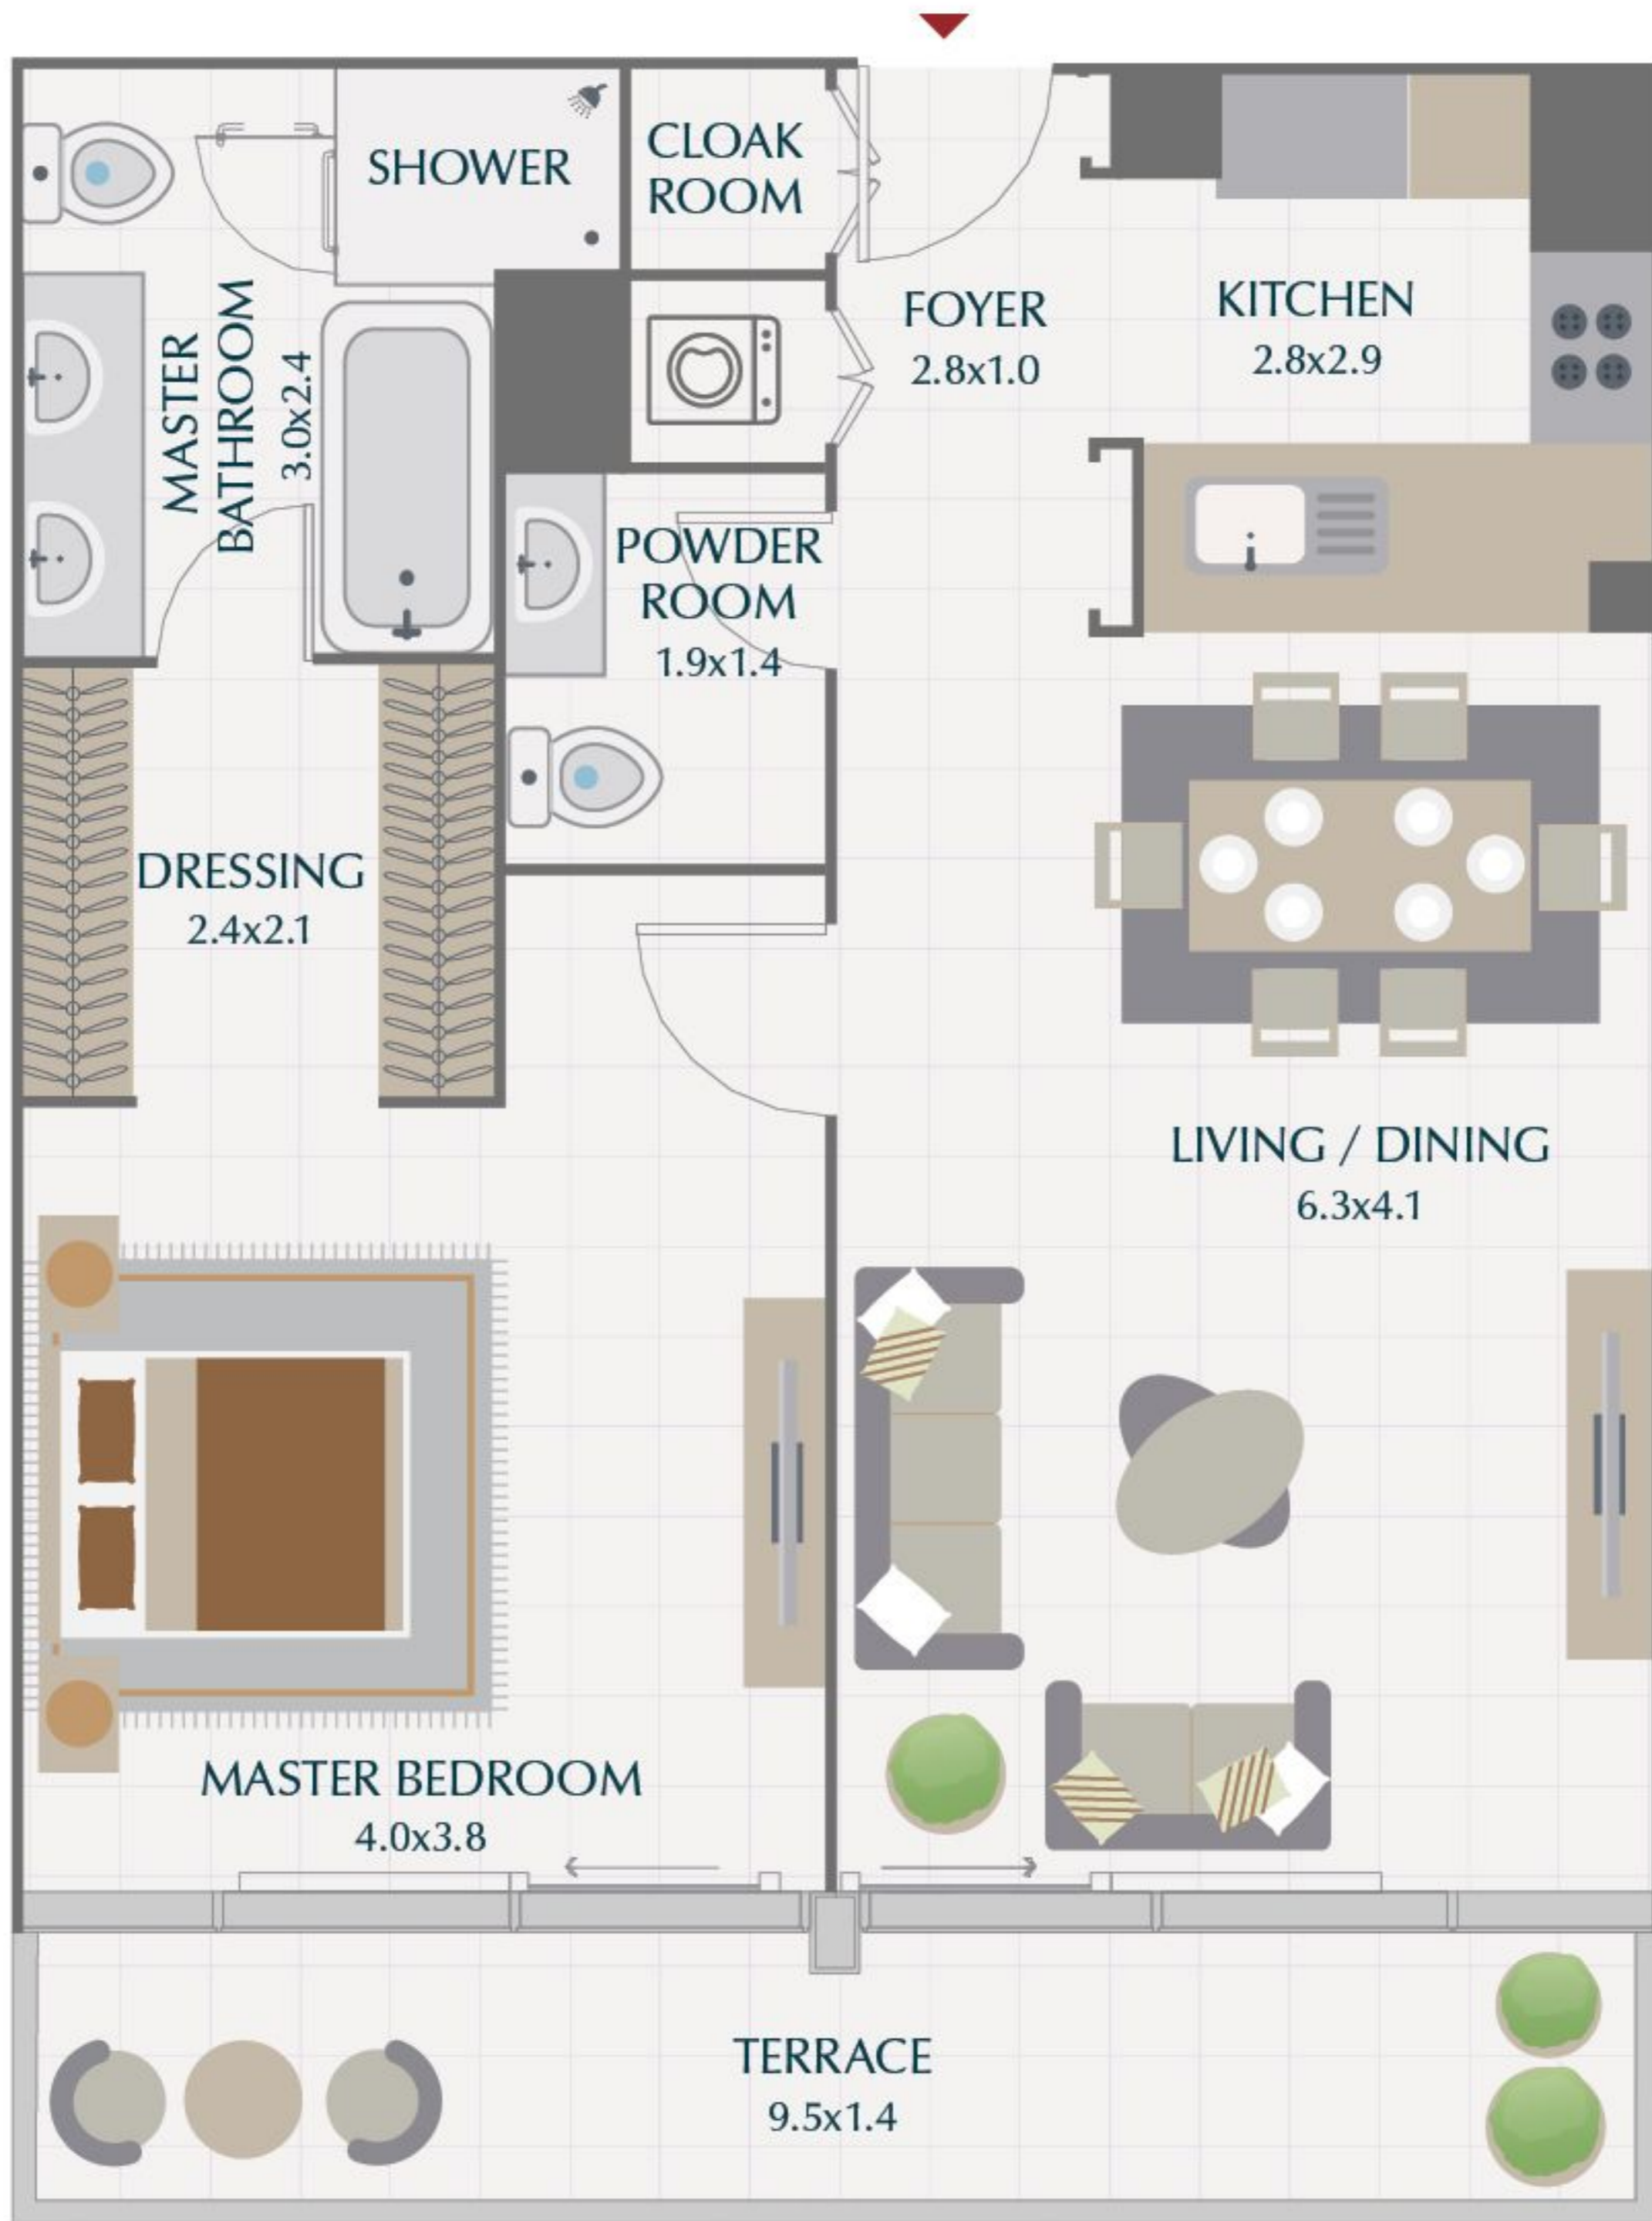 SHOWER
CLOAK
ROOM
FOYER
2.8x1.0
KITCHEN
2.8x2.9
MASTER
BATHROOM
3.0x2.4
POWDER
ROOM
1.9x1.4
DRESSING
2.4x2.1
LIVING / DINING
6.3x4.1
MASTER BEDROOM
4.0x3.8
TERRACE
9.5x1.4